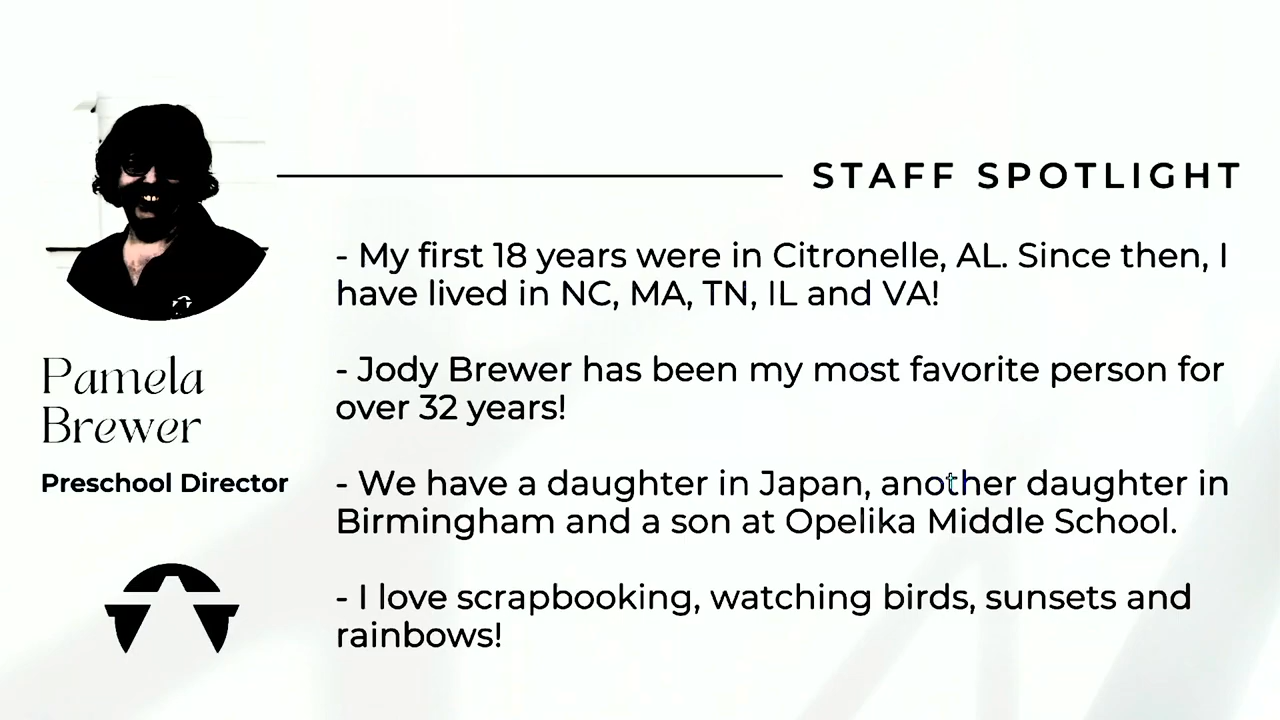 STAFF SPOTLIGHT
- My first 18 years were in Citronelle, AL. Since then, I
have lived in NC, MA, TN, IL and VA!
- Jody Brewer has been my most favorite person for
over 32 years!
- We have a daughter in Japan, another daughter in
Birmingham and a son at Opelika Middle School.
- I love scrapbooking, watching birds, sunsets and
rainbows!
Pamela
Brewer
Preschool Director